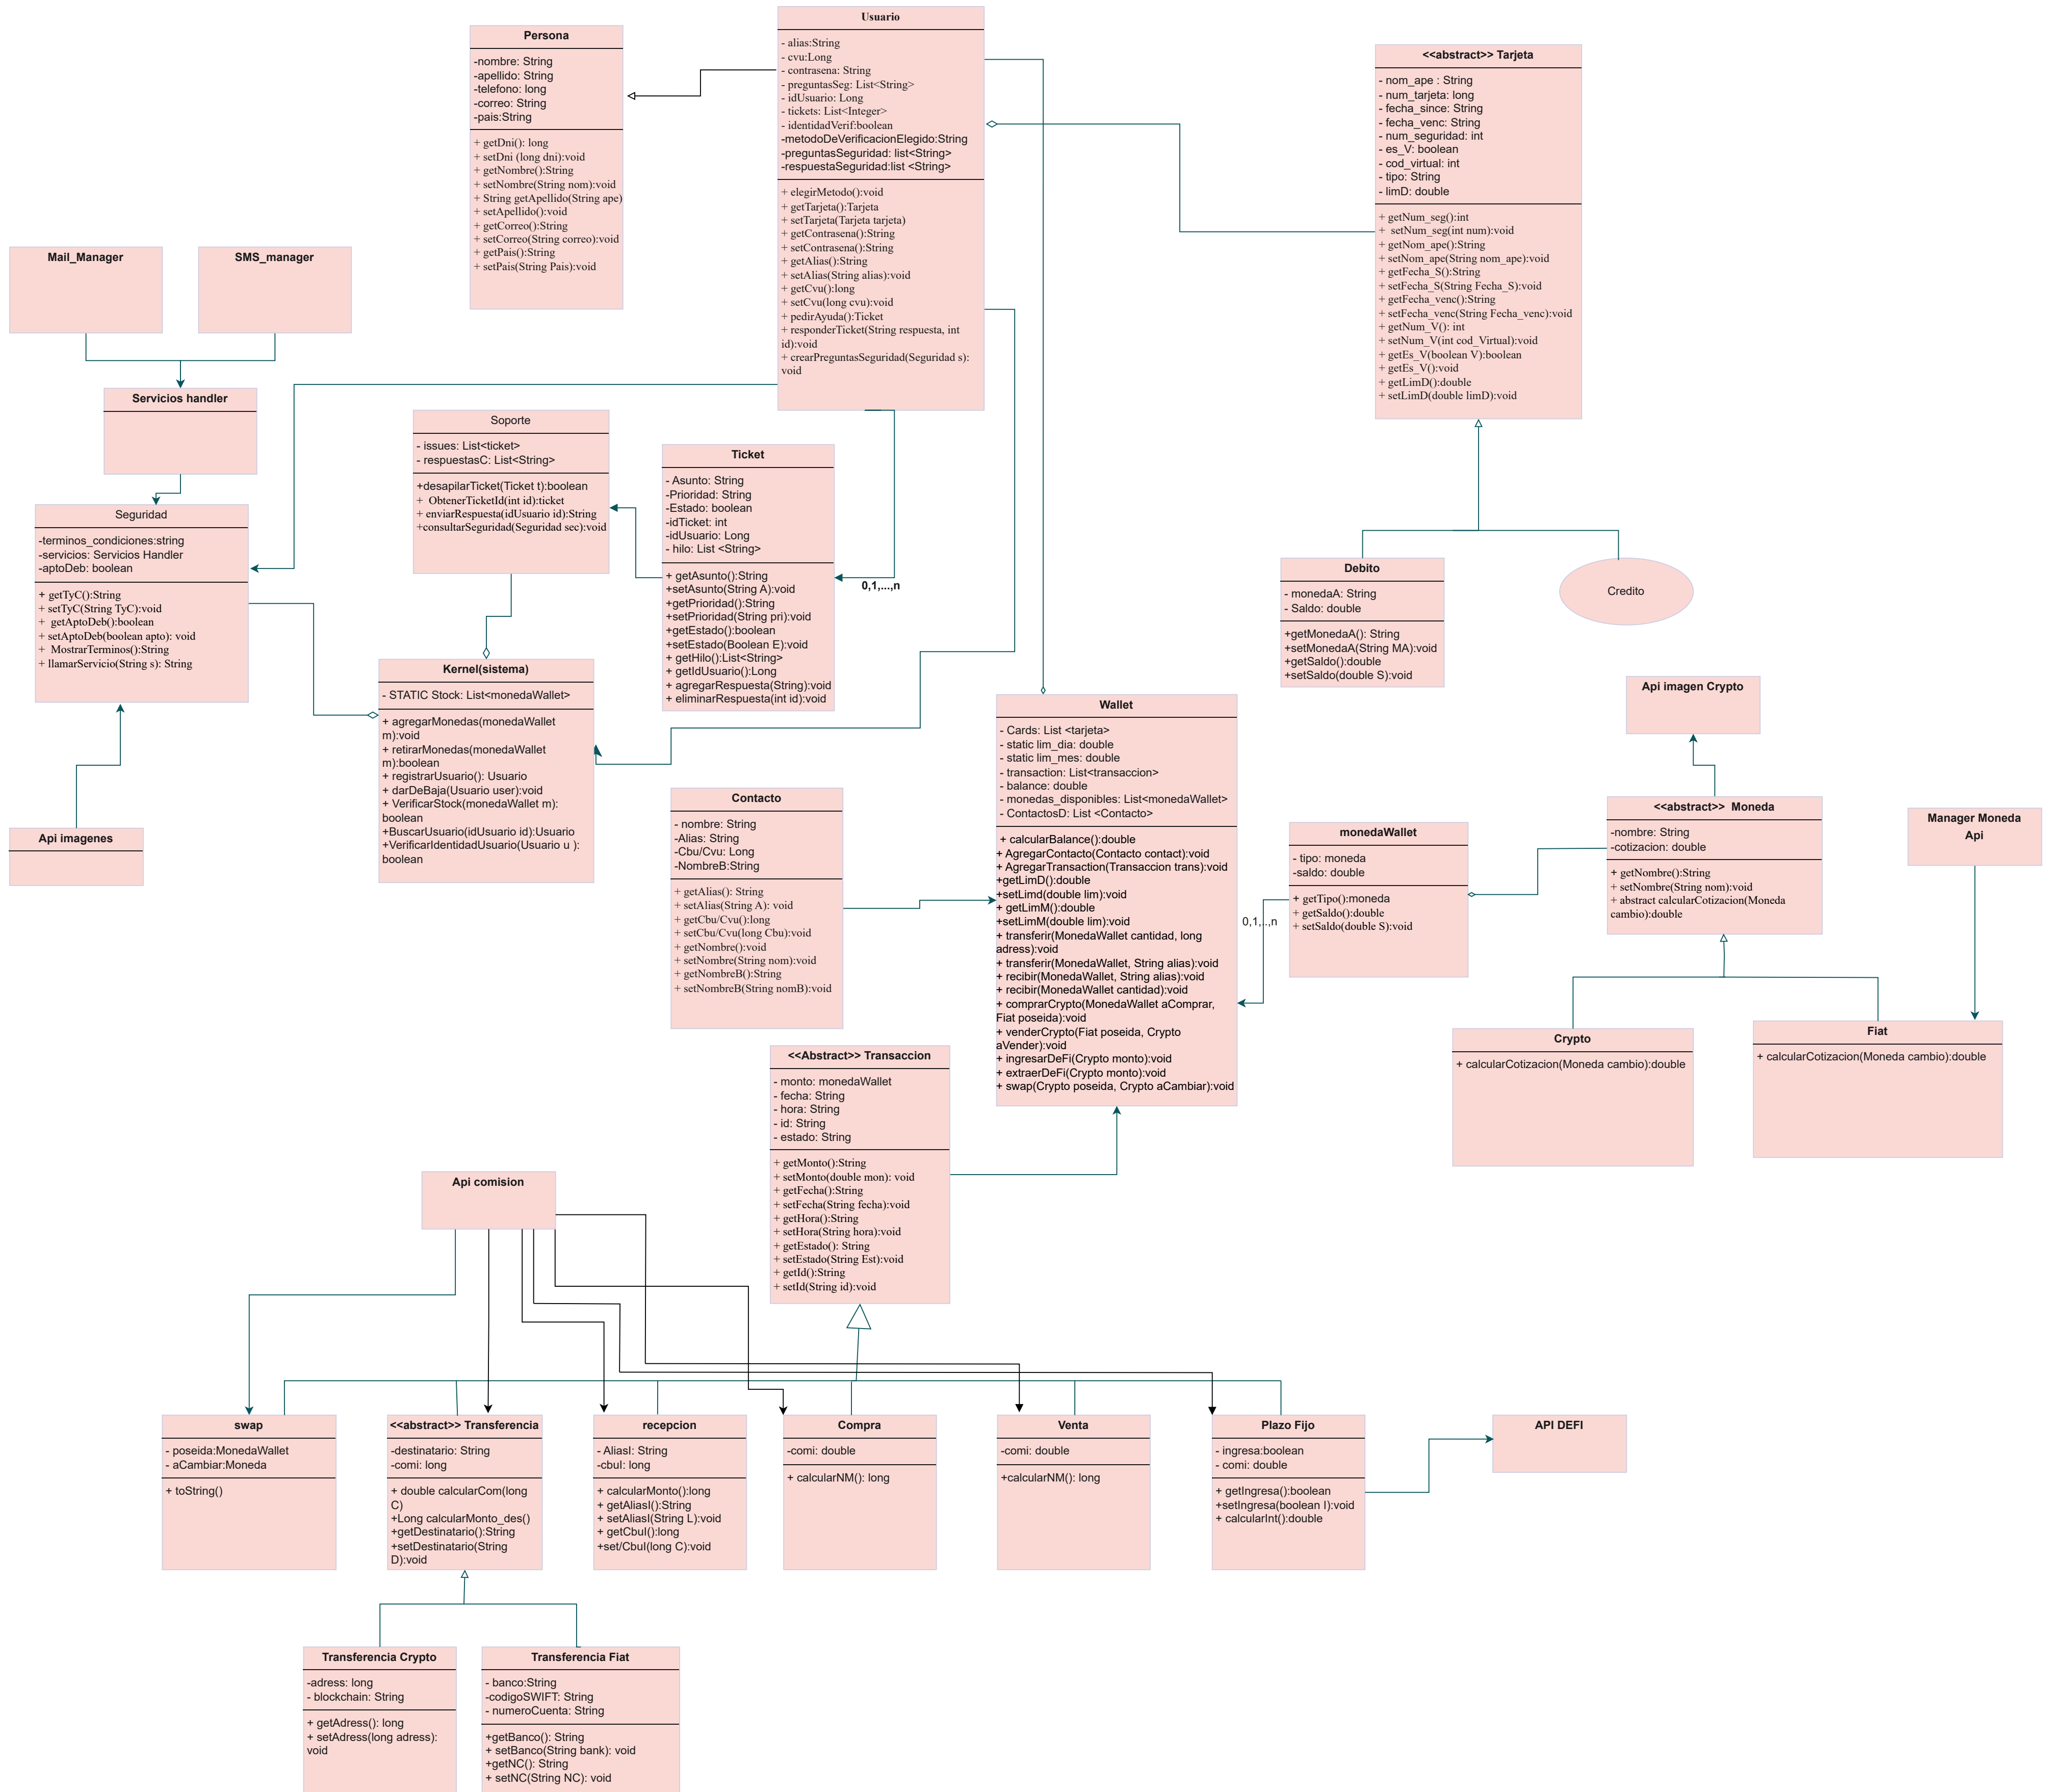 Usuario
- alias:String
- cvu:Long
- contrasena: String
- preguntasSeg: List<String>
- idUsuario: Long
- tickets: List<Integer>
- identidadVerif:boolean
-metodoDeVerificacionElegido:String
-preguntasSeguridad: list<String>
-respuestaSeguridad:list <String>
+ elegirMetodo():void
+ getTarjeta():Tarjeta
+ setTarjeta(Tarjeta tarjeta)
+ getContrasena():String
+ setContrasena():String
+ getAlias():String
+ setAlias(String alias):void
+ getCvu():long
+ setCvu(long cvu):void
+ pedirAyuda():Ticket
+ responderTicket(String respuesta, int
id):void
+ crearPreguntasSeguridad(Seguridad s):
void
Persona
-nombre: String
-apellido: String
-telefono: long
-correo: String
-pais:String
+ getDni(): long
+ setDni (long dni):void
+ getNombre():String
+ setNombre(String nom):void
+ String getApellido(String ape)
+ setApellido():void
+ getCorreo():String
+ setCorreo(String correo):void
+ getPais():String
+ setPais(String Pais):void
<<abstract>> Tarjeta
- nom_ape : String
- num_tarjeta: long
- fecha_since: String
- fecha_venc: String
- num_seguridad: int
- es_V: boolean
- cod_virtual: int
- tipo: String
- limD: double
+ getNum_seg():int
+  setNum_seg(int num):void
+ getNom_ape():String
+ setNom_ape(String nom_ape):void
+ getFecha_S():String
+ setFecha_S(String Fecha_S):void
+ getFecha_venc():String
+ setFecha_venc(String Fecha_venc):void
+ getNum_V(): int
+ setNum_V(int cod_Virtual):void
+ getEs_V(boolean V):boolean
+ getEs_V():void
+ getLimD():double
+ setLimD(double limD):void
Mail_Manager
SMS_manager
Servicios handler
Soporte
- issues: List<ticket>
- respuestasC: List<String>
+desapilarTicket(Ticket t):boolean
+  ObtenerTicketId(int id):ticket
+ enviarRespuesta(idUsuario id):String
+consultarSeguridad(Seguridad sec):void
Ticket
- Asunto: String
-Prioridad: String
-Estado: boolean
-idTicket: int
-idUsuario: Long
- hilo: List <String>
+ getAsunto():String
+setAsunto(String A):void
+getPrioridad():String
+setPrioridad(String pri):void
+getEstado():boolean
+setEstado(Boolean E):void
+ getHilo():List<String>
+ getIdUsuario():Long
+ agregarRespuesta(String):void
+ eliminarRespuesta(int id):void
0,1,...,n
Seguridad
-terminos_condiciones:string
-servicios: Servicios Handler
-aptoDeb: boolean
+ getTyC():String
+ setTyC(String TyC):void
+  getAptoDeb():boolean
+ setAptoDeb(boolean apto): void
+  MostrarTerminos():String
+ llamarServicio(String s): String
Debito
- monedaA: String
- Saldo: double
+getMonedaA(): String
+setMonedaA(String MA):void
+getSaldo():double
+setSaldo(double S):void
Credito
Kernel(sistema)
- STATIC Stock: List<monedaWallet>
+ agregarMonedas(monedaWallet
m):void
+ retirarMonedas(monedaWallet
m):boolean
+ registrarUsuario(): Usuario
+ darDeBaja(Usuario user):void
+ VerificarStock(monedaWallet m):
boolean
+BuscarUsuario(idUsuario id):Usuario
+VerificarIdentidadUsuario(Usuario u ):
boolean
Api imagenes
Wallet
- Cards: List <tarjeta>
- static lim_dia: double
- static lim_mes: double
- transaction: List<transaccion>
- balance: double
- monedas_disponibles: List<monedaWallet>
- ContactosD: List <Contacto>
+ calcularBalance():double
+ AgregarContacto(Contacto contact):void
+ AgregarTransaction(Transaccion trans):void
+getLimD():double
+setLimd(double lim):void
+ getLimM():double
+setLimM(double lim):void
+ transferir(MonedaWallet cantidad, long
adress):void
+ transferir(MonedaWallet, String alias):void
+ recibir(MonedaWallet, String alias):void
+ recibir(MonedaWallet cantidad):void
+ comprarCrypto(MonedaWallet aComprar,
Fiat poseida):void
+ venderCrypto(Fiat poseida, Crypto
aVender):void
+ ingresarDeFi(Crypto monto):void
+ extraerDeFi(Crypto monto):void
+ swap(Crypto poseida, Crypto aCambiar):void
Contacto
- nombre: String
-Alias: String
-Cbu/Cvu: Long
-NombreB:String
+ getAlias(): String
+ setAlias(String A): void
+ getCbu/Cvu():long
+ setCbu/Cvu(long Cbu):void
+ getNombre():void
+ setNombre(String nom):void
+ getNombreB():String
+ setNombreB(String nomB):void
Api imagen Crypto
<<abstract>>  Moneda
-nombre: String
-cotizacion: double
+ getNombre():String
+ setNombre(String nom):void
+ abstract calcularCotizacion(Moneda
cambio):double
Manager Moneda
Api
monedaWallet
- tipo: moneda
-saldo: double
+ getTipo():moneda
+ getSaldo():double
+ setSaldo(double S):void
0,1,..,n
Crypto
+ calcularCotizacion(Moneda cambio):double
Fiat
+ calcularCotizacion(Moneda cambio):double
<<Abstract>> Transaccion
- monto: monedaWallet
- fecha: String
- hora: String
- id: String
- estado: String
+ getMonto():String
+ setMonto(double mon): void
+ getFecha():String
+ setFecha(String fecha):void
+ getHora():String
+ setHora(String hora):void
+ getEstado(): String
+ setEstado(String Est):void
+ getId():String
+ setId(String id):void
Api comision
swap
- poseida:MonedaWallet
- aCambiar:Moneda
+ toString()
<<abstract>> Transferencia
-destinatario: String
-comi: long
+ double calcularCom(long
C)
+Long calcularMonto_des()
+getDestinatario():String
+setDestinatario(String
D):void
recepcion
- AliasI: String
-cbuI: long
+ calcularMonto():long
+ getAliasI():String
+ setAliasI(String L):void
+ getCbuI():long
+set/CbuI(long C):void
Compra
-comi: double
+ calcularNM(): long
Venta
-comi: double
+calcularNM(): long
Plazo Fijo
- ingresa:boolean
- comi: double
+ getIngresa():boolean
+setIngresa(boolean I):void
+ calcularInt():double
API DEFI
Transferencia Crypto
-adress: long
- blockchain: String
+ getAdress(): long
+ setAdress(long adress):
void
Transferencia Fiat
- banco:String
-codigoSWIFT: String
- numeroCuenta: String
+getBanco(): String
+ setBanco(String bank): void
+getNC(): String
+ setNC(String NC): void